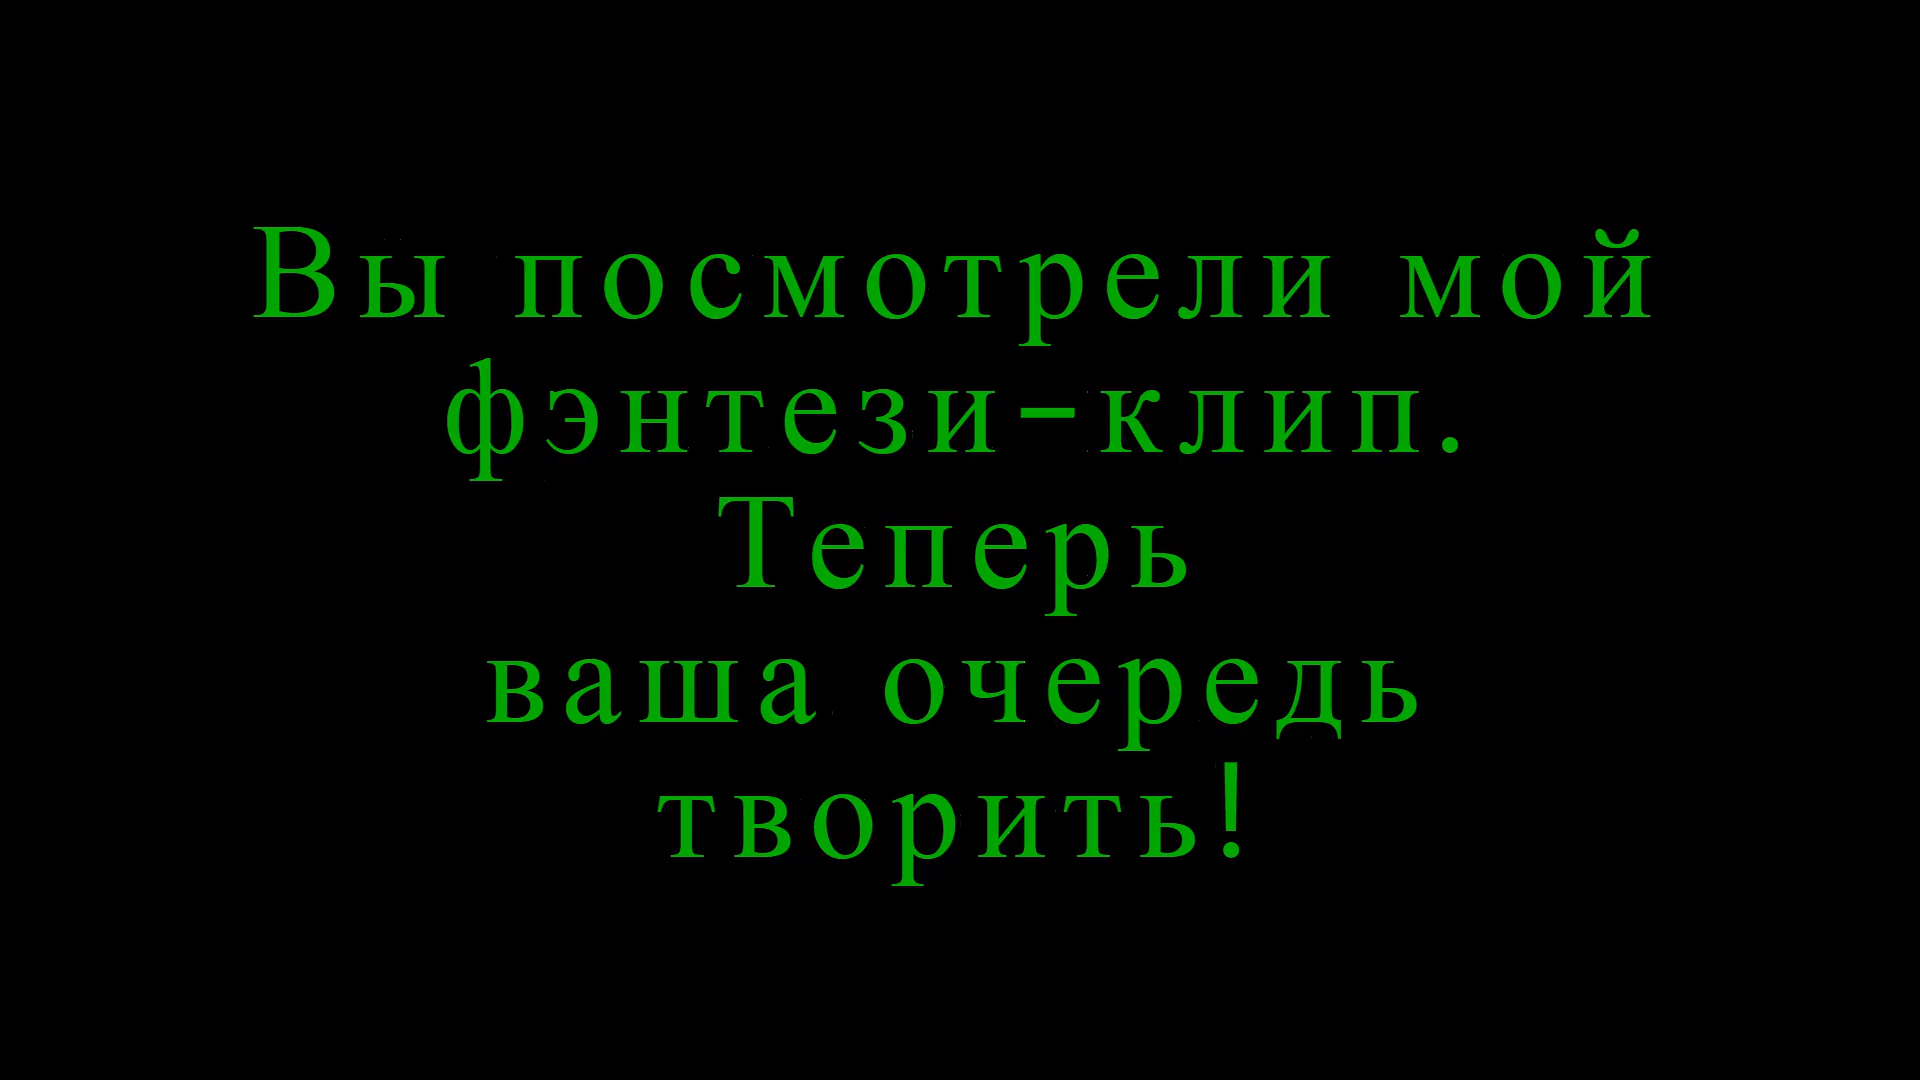 Вы посмотрели мой
фэнтези-клип.
Теперь
ваша очередь
творить!